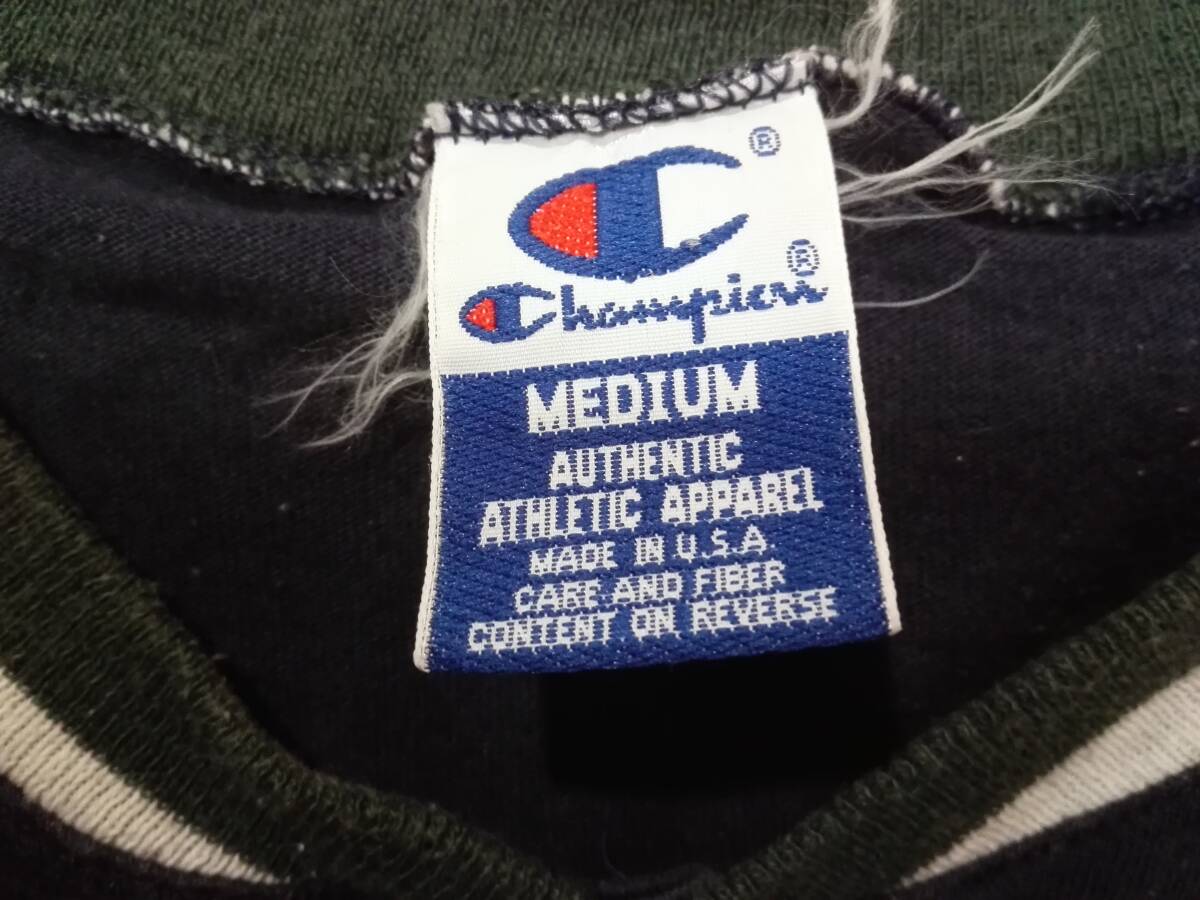 ®
Champion®
MEDIUM
AUTHENTIC
ATHLETIC APPAREL
MADE IN U.S.A.
CARE AND FIBER
CONTENT ON REVERSE